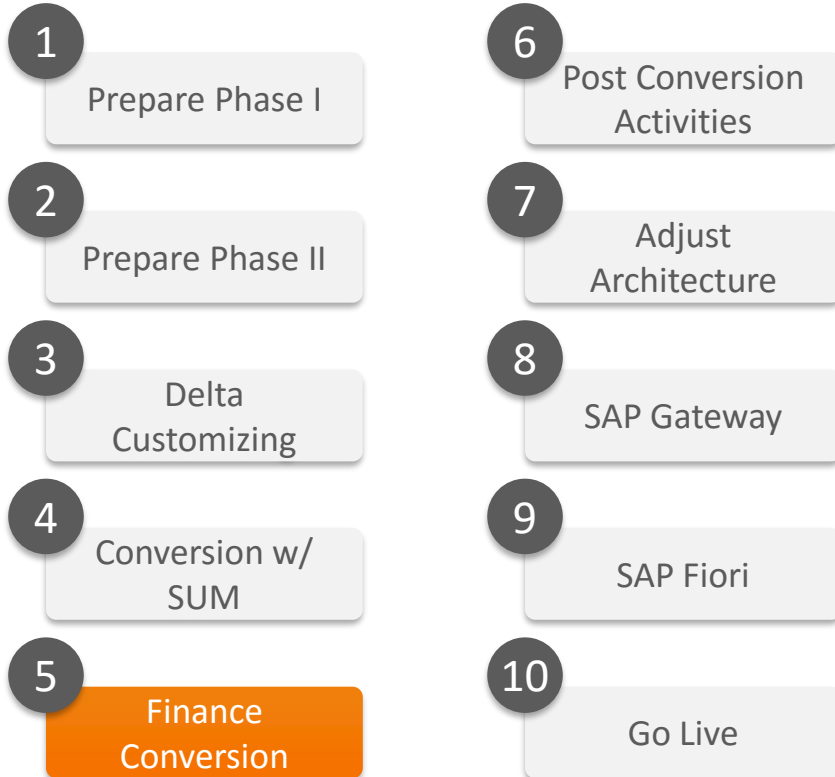 1
Prepare Phase I
2
Prepare Phase II
3
Delta
Customizing
4
Conversion w/
SUM
5
Finance
Conversion
6
Post Conversion
Activities
7
Adjust
Architecture
8
SAP Gateway
9
SAP Fiori
10
Go Live